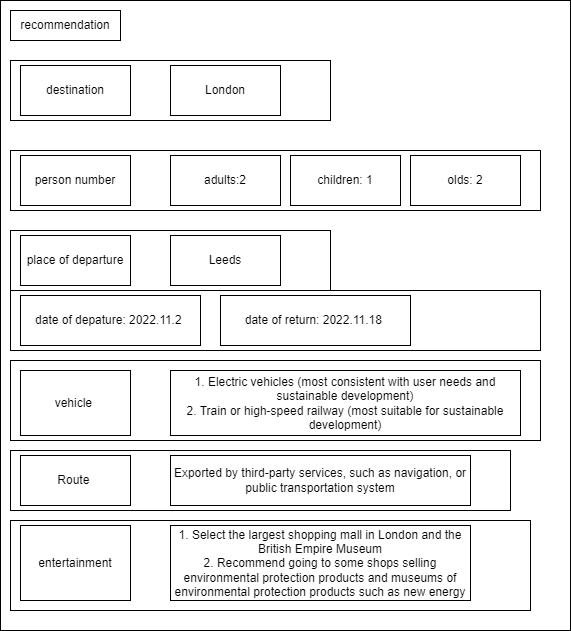 recommendation
destination
London
person number
adults:2
children: 1
olds: 2
place of departure
Leeds
date of depature: 2022.11.2
date of return: 2022.11.18
vehicle
1. Electric vehicles (most consistent with user needs and
sustainable development)
2. Train or high-speed railway (most suitable for sustainable
development)
Route
Exported by third-party services, such as navigation, or
public transportation system
entertainment
1. Select the largest shopping mall in London and the
British Empire Museum
2. Recommend going to some shops selling
environmental protection products and museums of
environmental protection products such as new energy